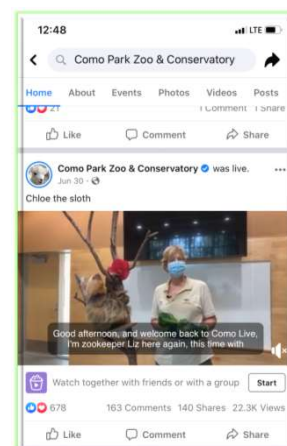 12:48
LTE
Como Park Zoo & Conservatory
Home About Events Photos Videos Posts
21 1 Comment 1 Share
Like Comment Share
Como Park Zoo & Conservatory was live.
Jun 30
Chloe the sloth
Good afternoon, and welcome back to Como Live,
I'm zookeeper Liz here again, this time with
Watch together with friends or with a group Start
678 163 Comments 140 Shares 22.3K Views
Like Comment Share